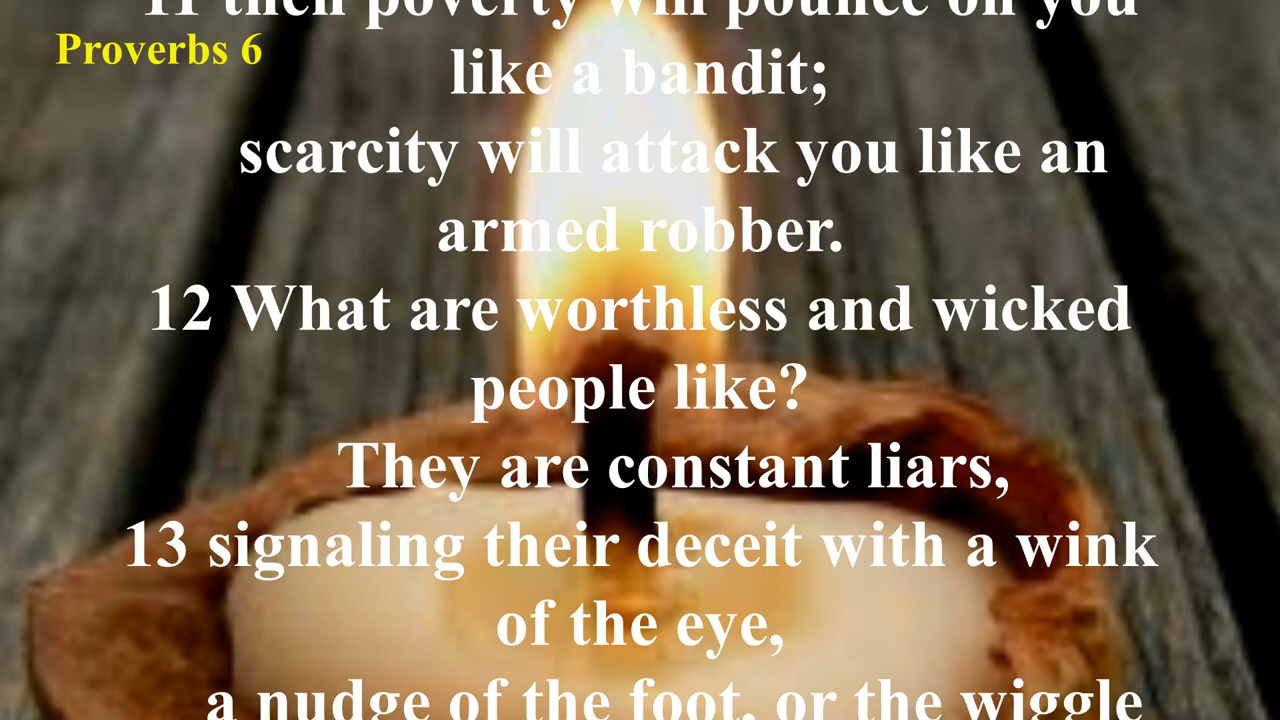 11 then poverty will pounce on you
Proverbs 6
like a bandit;
scarcity will attack you like an
armed robber.
12 What are worthless and wicked
people like?
They are constant liars,
13 signaling their deceit with a wink
of the eye,
a nudge of the foot, or the wiggle